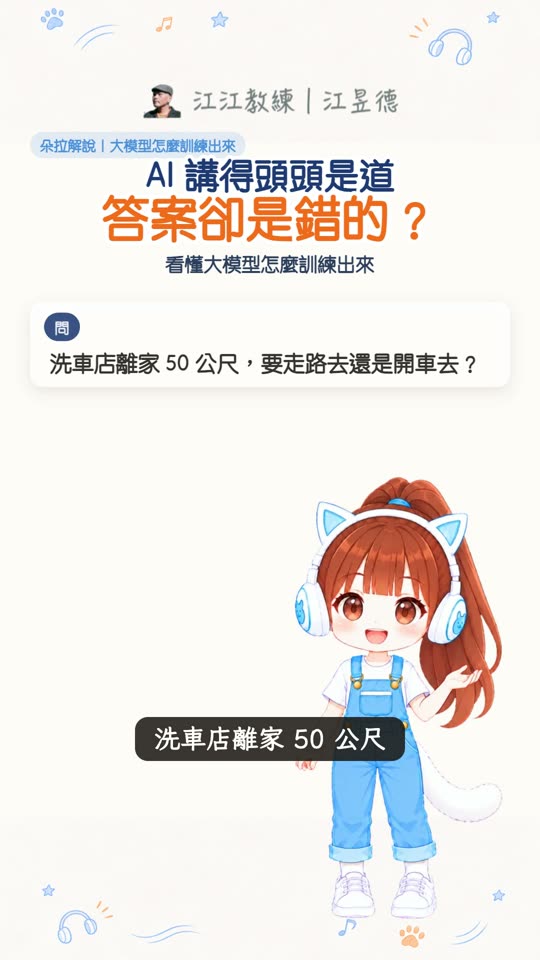 江江教練｜江昱德
朵拉解說｜大模型怎麼訓練出來
AI 講得頭頭是道
答案卻是錯的？
看懂大模型怎麼訓練出來
問
洗車店離家 50 公尺，要走路去還是開車去？
洗車店離家 50 公尺